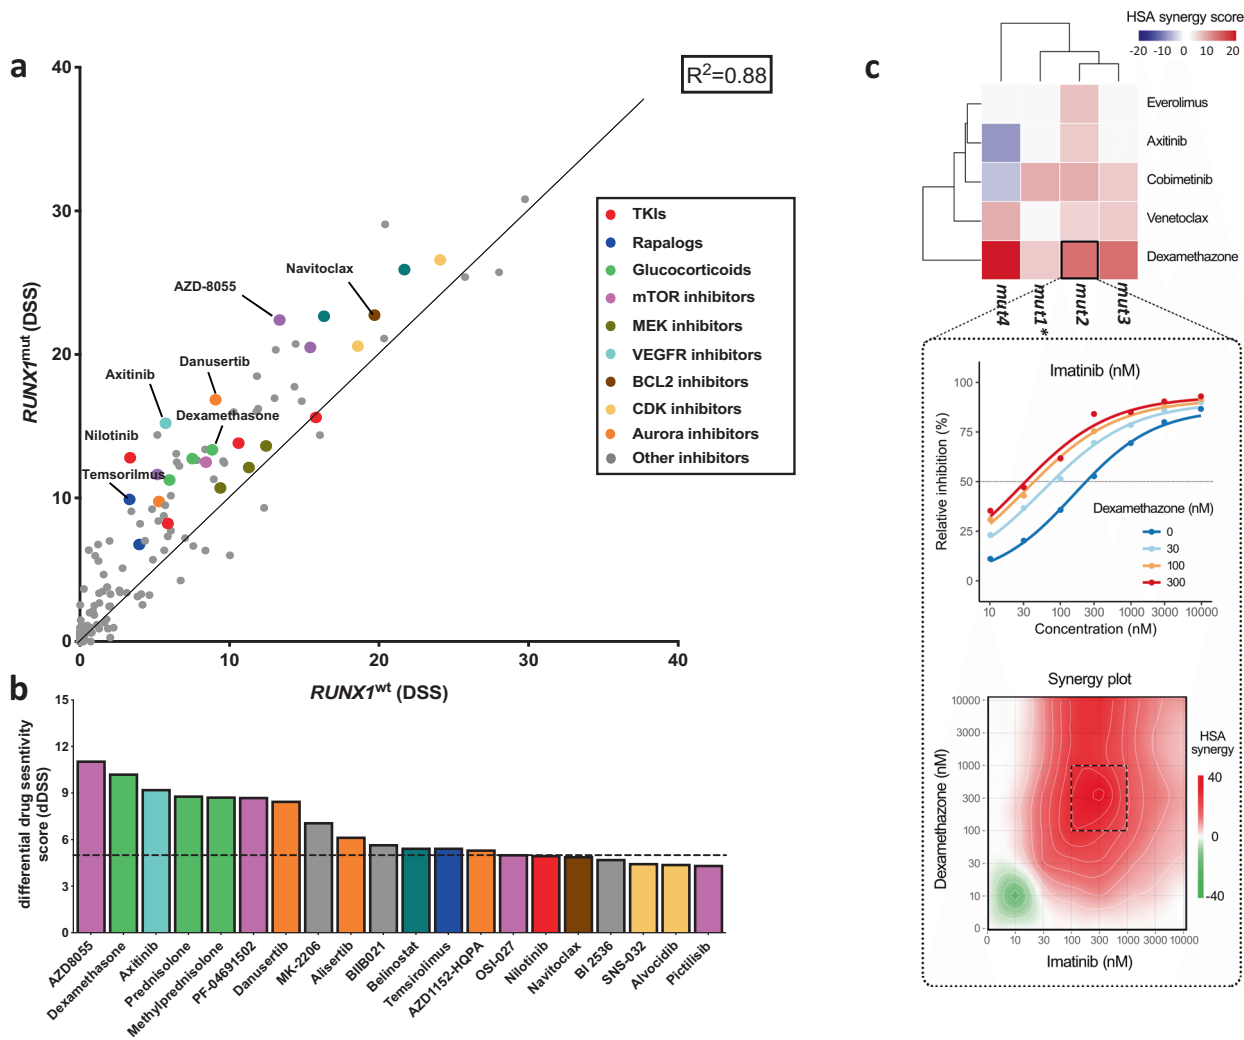 a
40
30
20
10
0
0
10
20
30
40
RUNX1mut (DSS)
RUNX1wt (DSS)
R2=0.88
AZD-8055
Navitoclax
Danusertib
Axitinib
Dexamethasone
Nilotinib
Temsorilmus
TKIs
Rapalogs
Glucocorticoids
mTOR inhibitors
MEK inhibitors
VEGFR inhibitors
BCL2 inhibitors
CDK inhibitors
Aurora inhibitors
Other inhibitors
b
differential drug sesntivity
score (dDSS)
15
12
9
6
3
0
AZD8055
Dexamethasone
Axitinib
Prednisolone
Methylprednisolone
PF-04691502
Danusertib
MK-2206
Alisertib
BIIB021
Belinostat
Temsirolimus
AZD1152-HQPA
OSI-027
Nilotinib
Navitoclax
BI 2536
SNS-032
Alvocidib
Pictilisib
c
HSA synergy score
-20 -10 0 10 20
Everolimus
Axitinib
Cobimetinib
Venetoclax
Dexamethazone
mut4
mut1*
mut2
mut3
Imatinib (nM)
Relative inhibition (%)
100
75
50
25
0
Dexamethazone (nM)
0
30
100
300
10 30 100 300 1000 3000 10000
Concentration (nM)
Synergy plot
Dexamethazone (nM)
10000
3000
1000
300
100
30
10
0
0 10 30 100 300 1000 3000 10000
Imatinib (nM)
HSA
synergy
40
0
-40